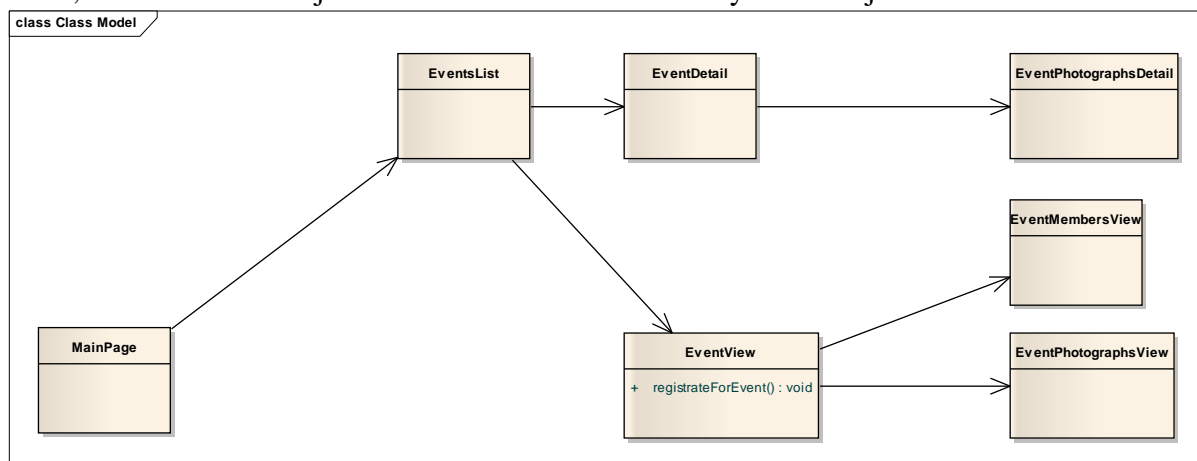 class Class Model
EventsList
EventDetail
EventPhotographsDetail
EventMembersView
MainPage
EventView
EventPhotographsView
+ registrateForEvent() : void